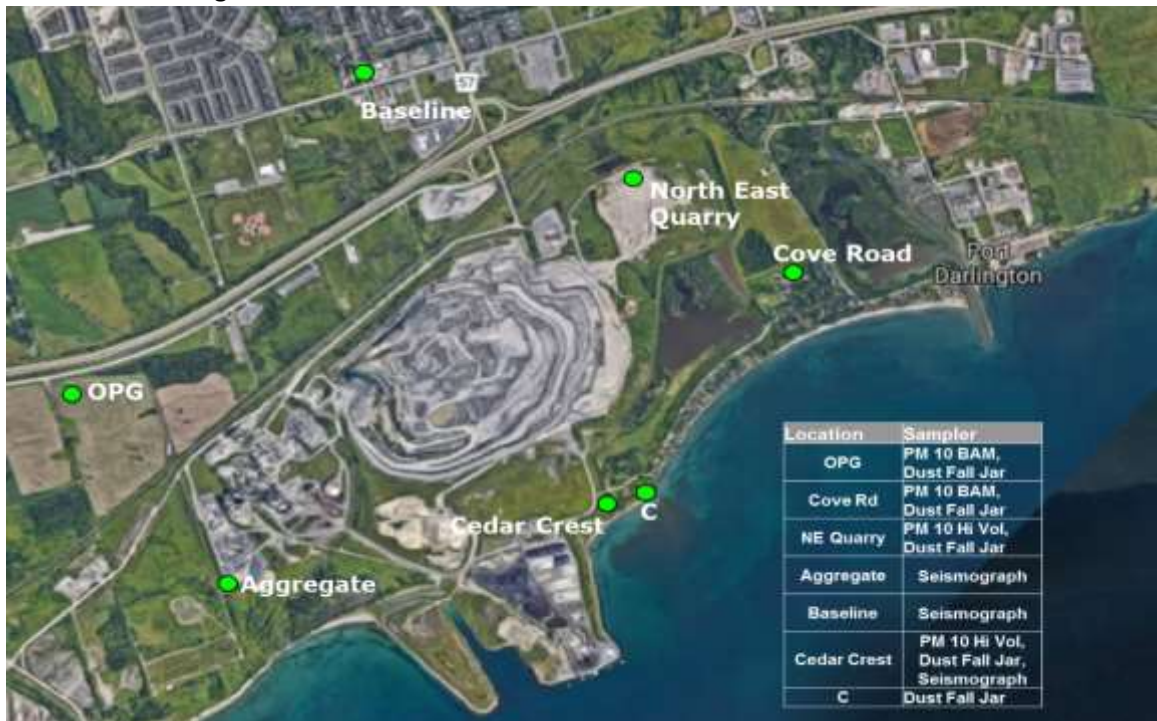 57
Baseline
North East
Quarry
Cove Road
Port
Darlington
OPG
Cedar Crest
C
Aggregate
Location Sampler
OPG PM 10 BAM,
Dust Fall Jar
Cove Rd PM 10 BAM,
Dust Fall Jar
NE Quarry PM 10 Hi Vol,
Dust Fall Jar
Aggregate Seismograph
Baseline Seismograph
Cedar Crest PM 10 Hi Vol,
Dust Fall Jar,
Seismograph
C Dust Fall Jar